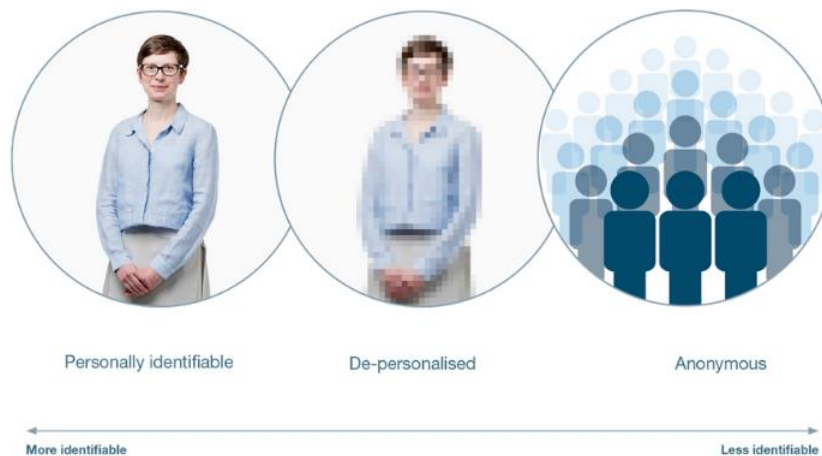 Personally identifiable
De-personalised
Anonymous
More identifiable
Less identifiable